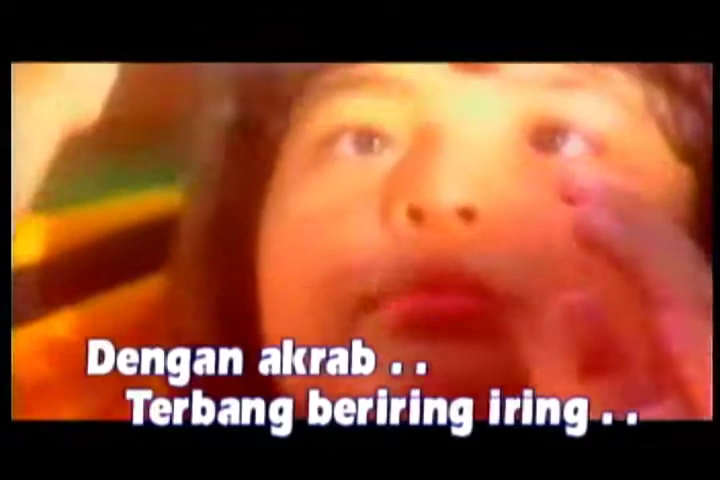 Dengan akrab . .
Terbang beriring iring . .